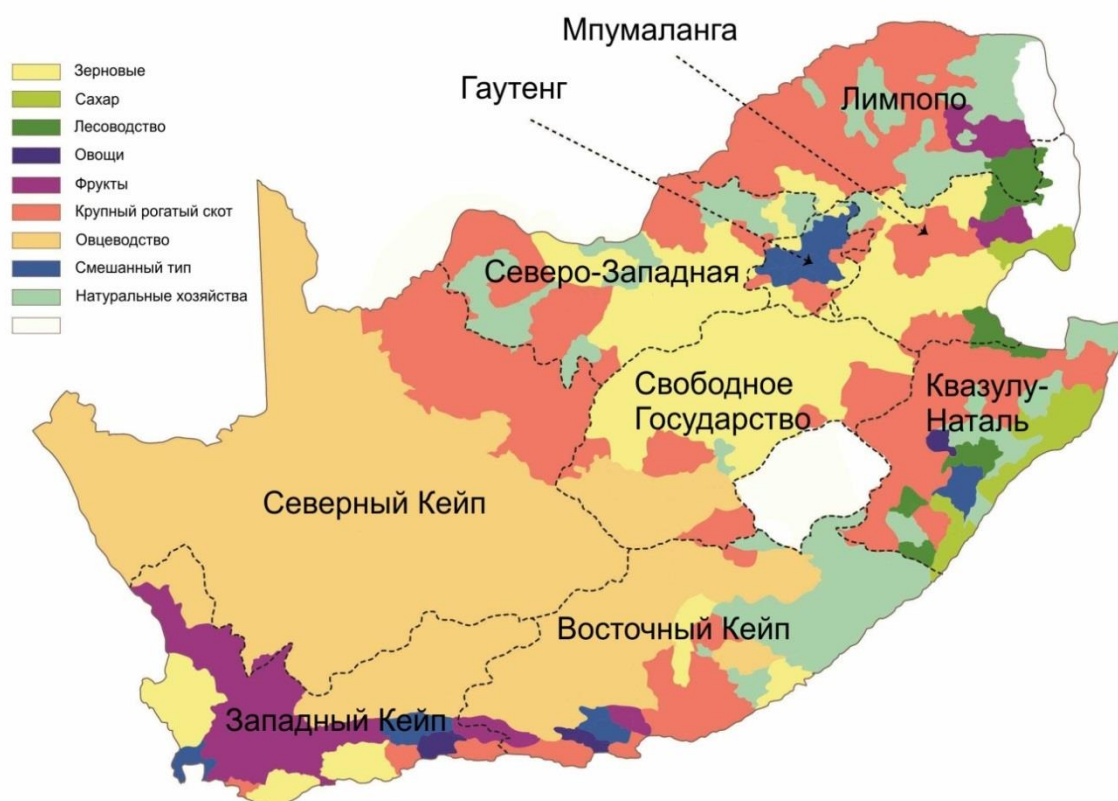 Мпумаланга
Гаутенг
Лимпопо
Зерновые
Сахар
Лесоводство
Овощи
Фрукты
Крупный рогатый скот
Овцеводство
Смешанный тип
Натуральные хозяйства
Северо-Западная
Свободное
Государство
Квазулу-
Наталь
Северный Кейп
Восточный Кейп
Западный Кейп